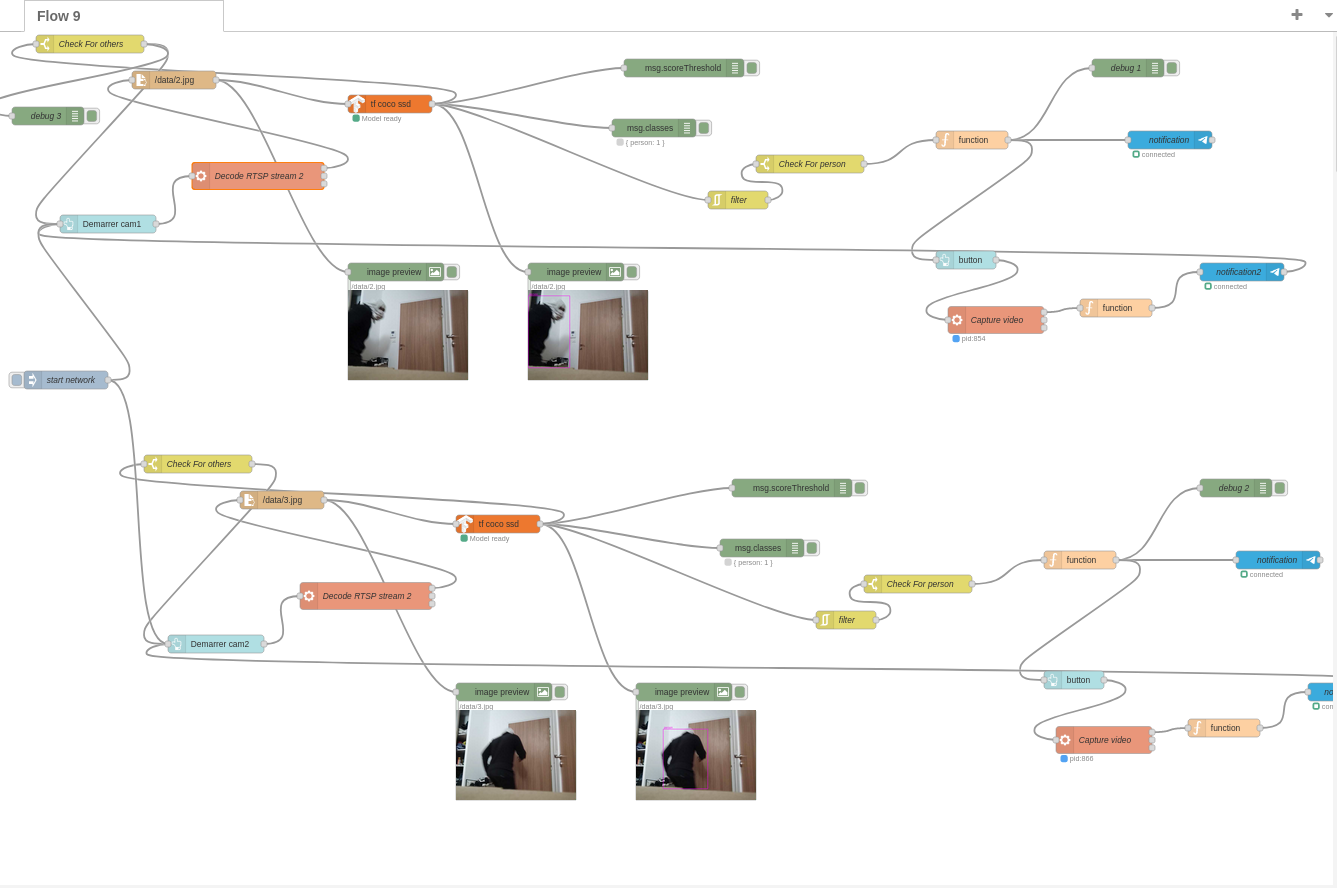 Flow 9
Check For others
/data/2.jpg
msg.scoreThreshold
debug 1
tf coco ssd
Model ready
debug 3
msg.classes
{ person: 1 }
function
notification
connected
Check For person
Decode RTSP stream 2
filter
Demarrer cam1
button
image preview
/data/2.jpg
image preview
/data/2.jpg
notification2
connected
function
Capture video
pid:854
start network
Check For others
msg.scoreThreshold
debug 2
/data/3.jpg
tf coco ssd
Model ready
msg.classes
{ person: 1 }
function
notification
connected
Check For person
Decode RTSP stream 2
filter
Demarrer cam2
button
image preview
/data/3.jpg
image preview
/data/3.jpg
no
con
function
Capture video
pid:866